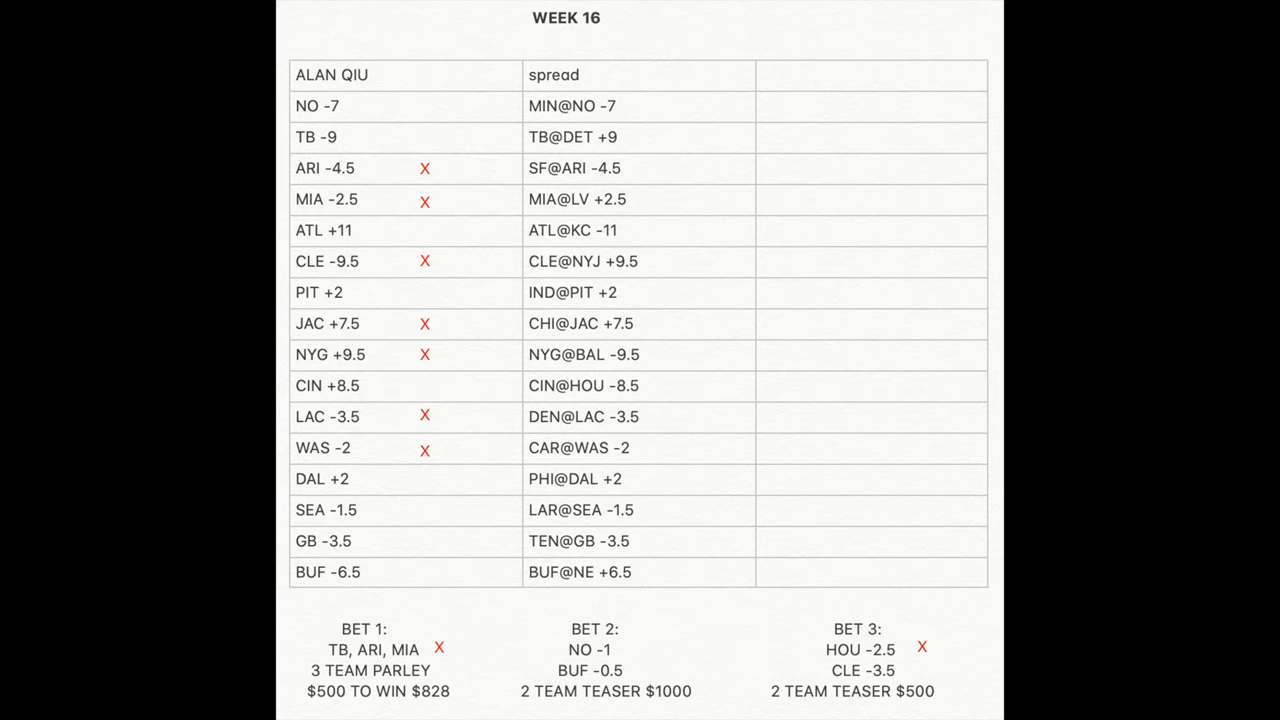 WEEK 16
ALAN QIU spread
NO -7 MIN@NO -7
TB -9 TB@DET +9
ARI -4.5 X SF@ARI -4.5
MIA -2.5 X MIA@LV +2.5
ATL +11 ATL@KC -11
CLE -9.5 X CLE@NYJ +9.5
PIT +2 IND@PIT +2
JAC +7.5 X CHI@JAC +7.5
NYG +9.5 X NYG@BAL -9.5
CIN +8.5 CIN@HOU -8.5
LAC -3.5 X DEN@LAC -3.5
WAS -2 X CAR@WAS -2
DAL +2 PHI@DAL +2
SEA -1.5 LAR@SEA -1.5
GB -3.5 TEN@GB -3.5
BUF -6.5 BUF@NE +6.5
BET 1:
TB, ARI, MIA X
3 TEAM PARLEY
$500 TO WIN $828
BET 2:
NO -1
BUF -0.5
2 TEAM TEASER $1000
BET 3:
HOU -2.5 X
CLE -3.5
2 TEAM TEASER $500